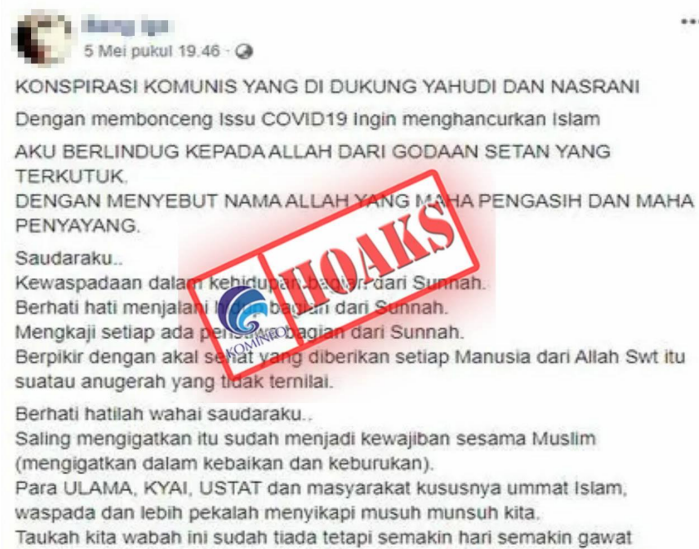 5 Mei pukul 19.46 ·
KONSPIRASI KOMUNIS YANG DI DUKUNG YAHUDI DAN NASRANI
Dengan membonceng Issu COVID19 Ingin menghancurkan Islam
AKU BERLINDUG KEPADA ALLAH DARI GODAAN SETAN YANG
TERKUTUK.
DENGAN MENYEBUT NAMA ALLAH YANG MAHA PENGASIH DAN MAHA
PENYAYANG.
Saudaraku..
Kewaspadaan dalam kehidupan bagian dari Sunnah.
Berhati hati menjalani bagian dari Sunnah.
Mengkaji setiap ada bagian dari Sunnah.
Berpikir dengan akal sehat yang diberikan setiap Manusia dari Allah Swt itu
suatau anugerah yang tidak ternilai.
HOAKS
KOMINFO
Berhati hatilah wahai saudaraku..
Saling mengigatkan itu sudah menjadi kewajiban sesama Muslim
(mengigatkan dalam kebaikan dan keburukan).
Para ULAMA, KYAI, USTAT dan masyarakat kususnya ummat Islam,
waspada dan lebih pekalah menyikapi musuh munsuh kita.
Taukah kita wabah ini sudah tiada tetapi semakin hari semakin gawat